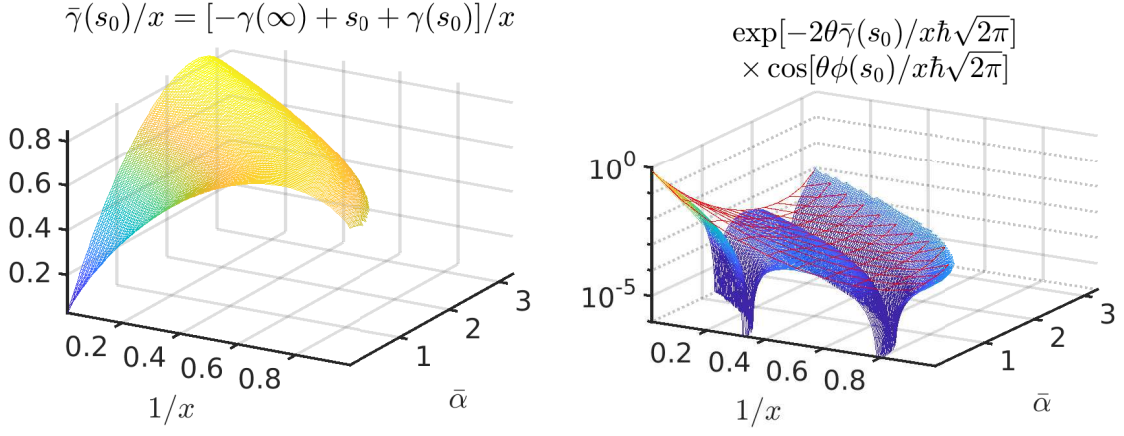 γ̄(s₀)/x = [−γ(∞) + s₀ + γ(s₀)]/x
0.8
0.6
0.4
0.2
0.2
0.4
0.6
0.8
1/x
1
2
3
ᾱ
exp[−2θγ̄(s₀)/xℏ√2π]
× cos[θϕ(s₀)/xℏ√2π]
10⁰
10⁻⁵
0.2
0.4
0.6
0.8
1/x
1
2
3
ᾱ